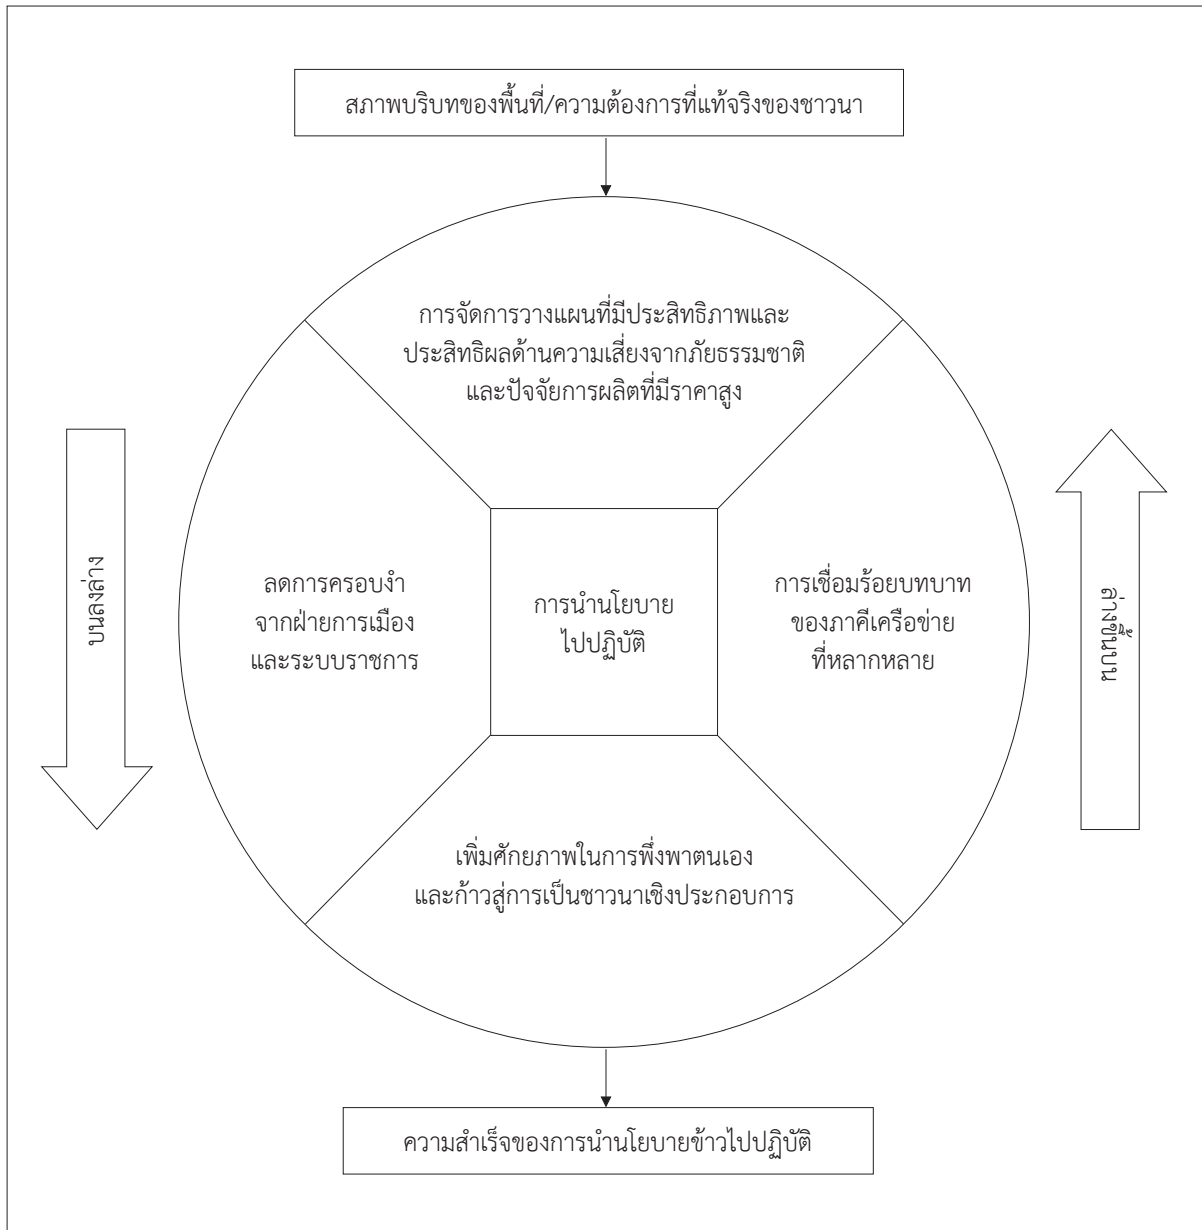 สภาพบริบทของพื้นที่/ความต้องการที่แท้จริงของชาวนา
การจัดการวางแผนที่มีประสิทธิภาพและ
ประสิทธิผลด้านความเสี่ยงจากภัยธรรมชาติ
และปัจจัยการผลิตที่มีราคาสูง
บนลงล่าง
ลดการครอบงำ
จากฝ่ายการเมือง
และระบบราชการ
การนำนโยบาย
ไปปฏิบัติ
การเชื่อมร้อยบทบาท
ของภาคีเครือข่าย
ที่หลากหลาย
ล่างขึ้นบน
เพิ่มศักยภาพในการพึ่งพาตนเอง
และก้าวสู่การเป็นชาวนาเชิงประกอบการ
ความสำเร็จของการนำนโยบายข้าวไปปฏิบัติ